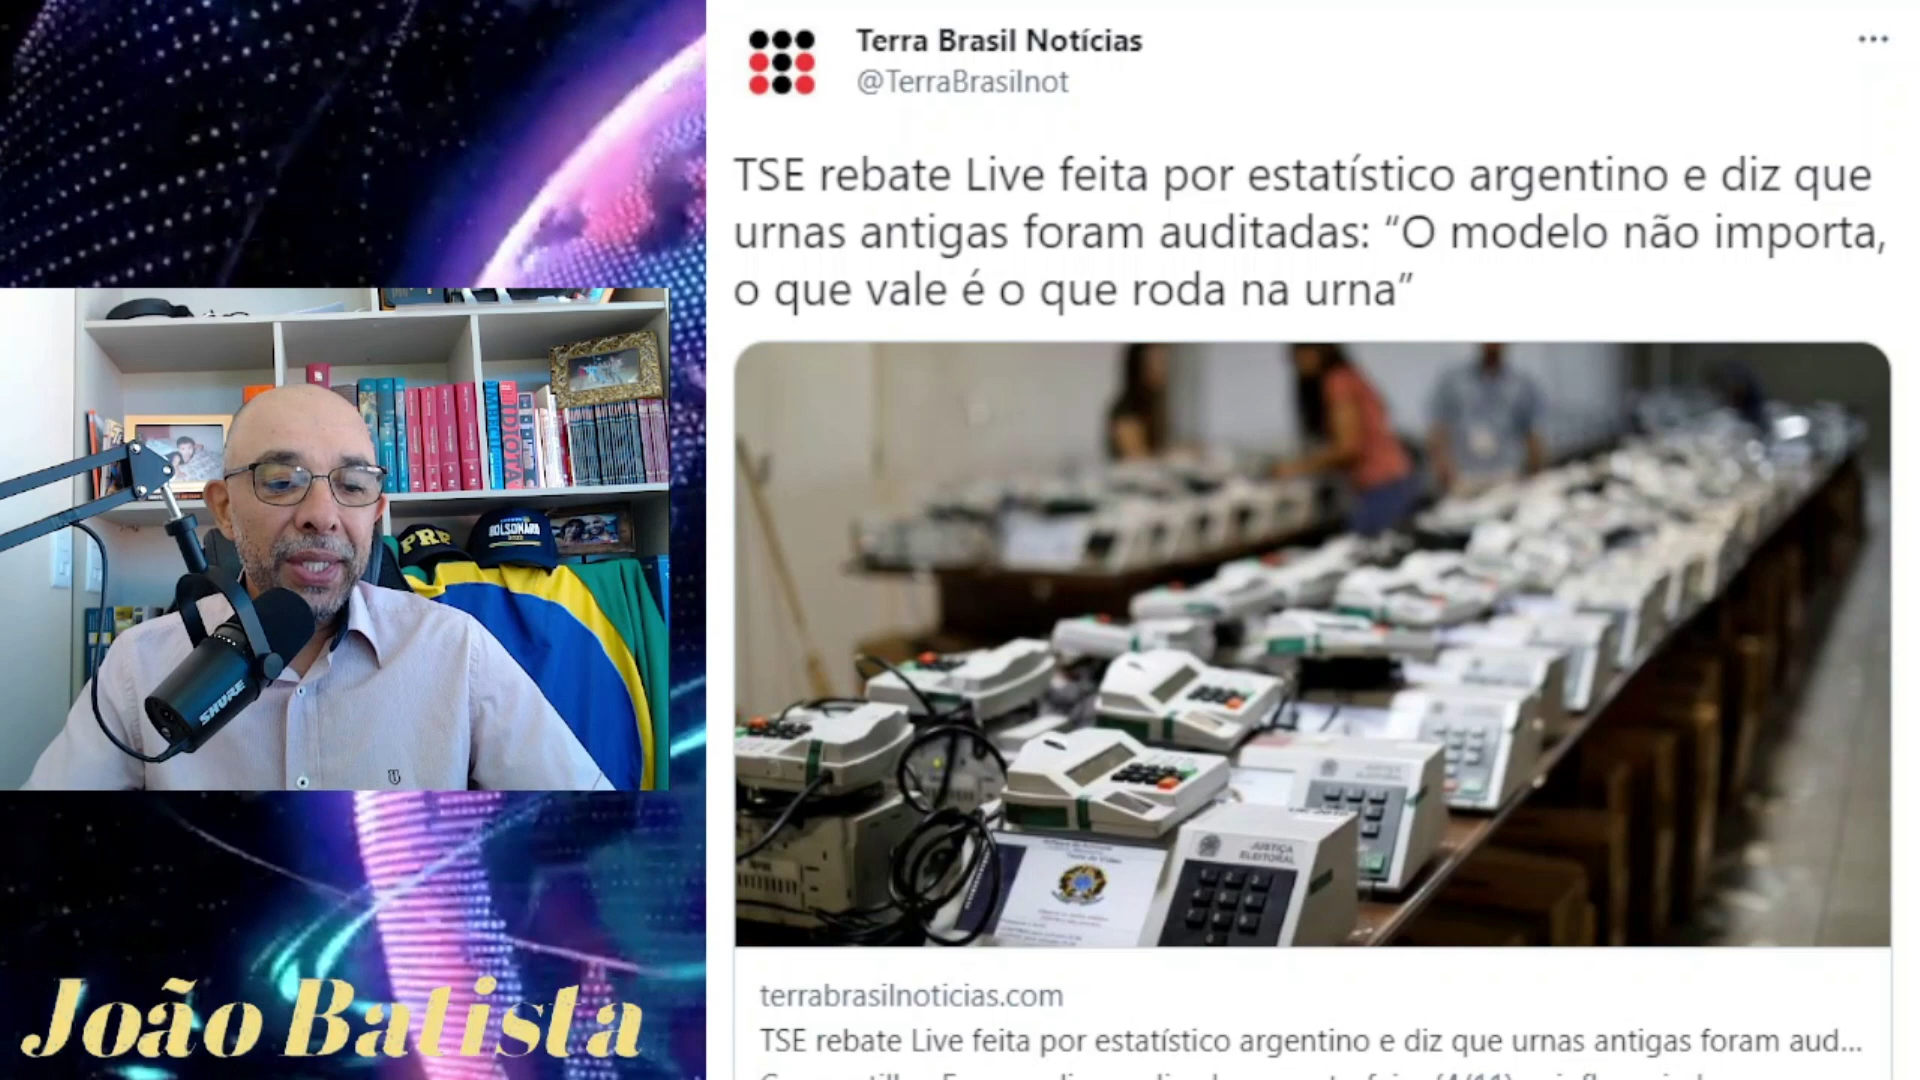 Terra Brasil Notícias
@TerraBrasilnot
TSE rebate Live feita por estatístico argentino e diz que
urnas antigas foram auditadas: “O modelo não importa,
o que vale é o que roda na urna”
IDIOTA
PRF
BOLSONARO
SHURE
JUSTIÇA
ELEITORAL
João Batista
terrabrasilnoticias.com
TSE rebate Live feita por estatístico argentino e diz que urnas antigas foram aud...